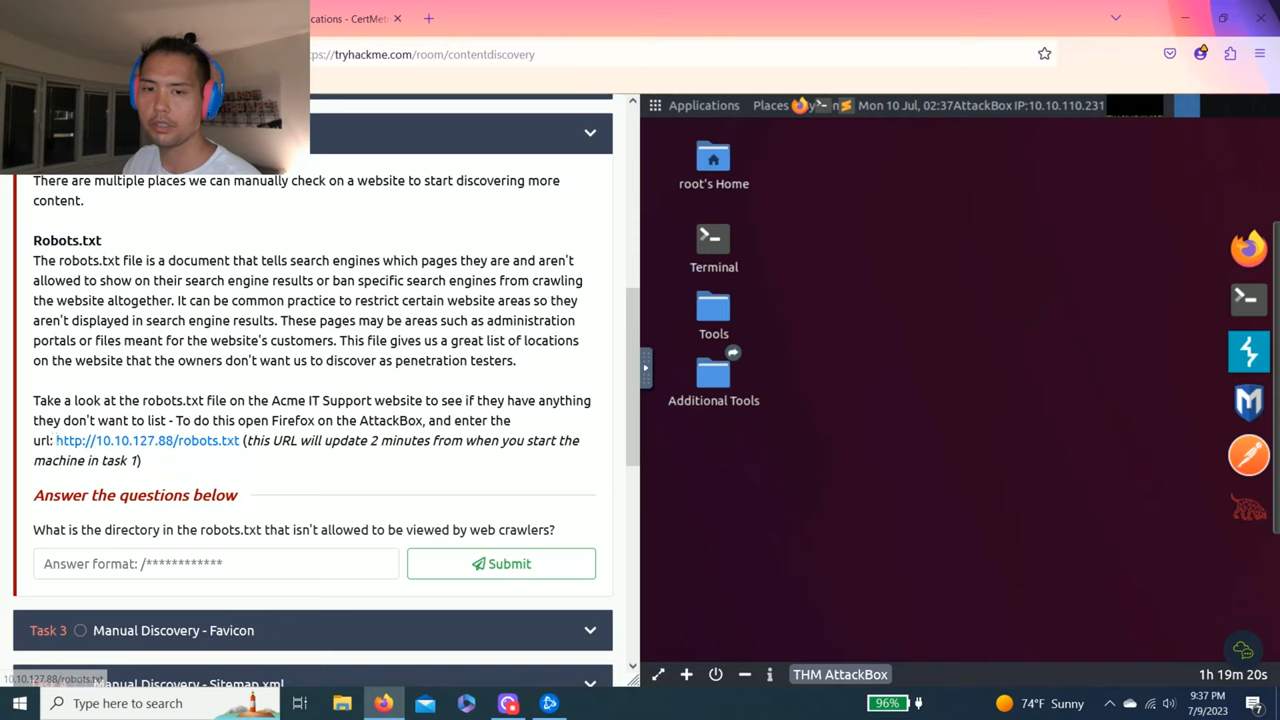 cations - CertMet
ps://tryhackme.com/room/contentdiscovery
Applications Places Mon 10 Jul, 02:37 AttackBox IP:10.10.110.231
There are multiple places we can manually check on a website to start discovering more
content.
Robots.txt
The robots.txt file is a document that tells search engines which pages they are and aren't
allowed to show on their search engine results or ban specific search engines from crawling
the website altogether. It can be common practice to restrict certain website areas so they
aren't displayed in search engine results. These pages may be areas such as administration
portals or files meant for the website's customers. This file gives us a great list of locations
on the website that the owners don't want us to discover as penetration testers.
Take a look at the robots.txt file on the Acme IT Support website to see if they have anything
they don't want to list - To do this open Firefox on the AttackBox, and enter the
url: http://10.10.127.88/robots.txt (this URL will update 2 minutes from when you start the
machine in task 1)
Answer the questions below
What is the directory in the robots.txt that isn't allowed to be viewed by web crawlers?
Answer format: /************
Submit
Task 3 Manual Discovery - Favicon
Manual Discovery - Sitemap.xml
10.10.127.88/robots.txt
root's Home
Terminal
Tools
Additional Tools
THM AttackBox
1h 19m 20s
Type here to search
96%
74°F Sunny
9:37 PM
7/9/2023
7